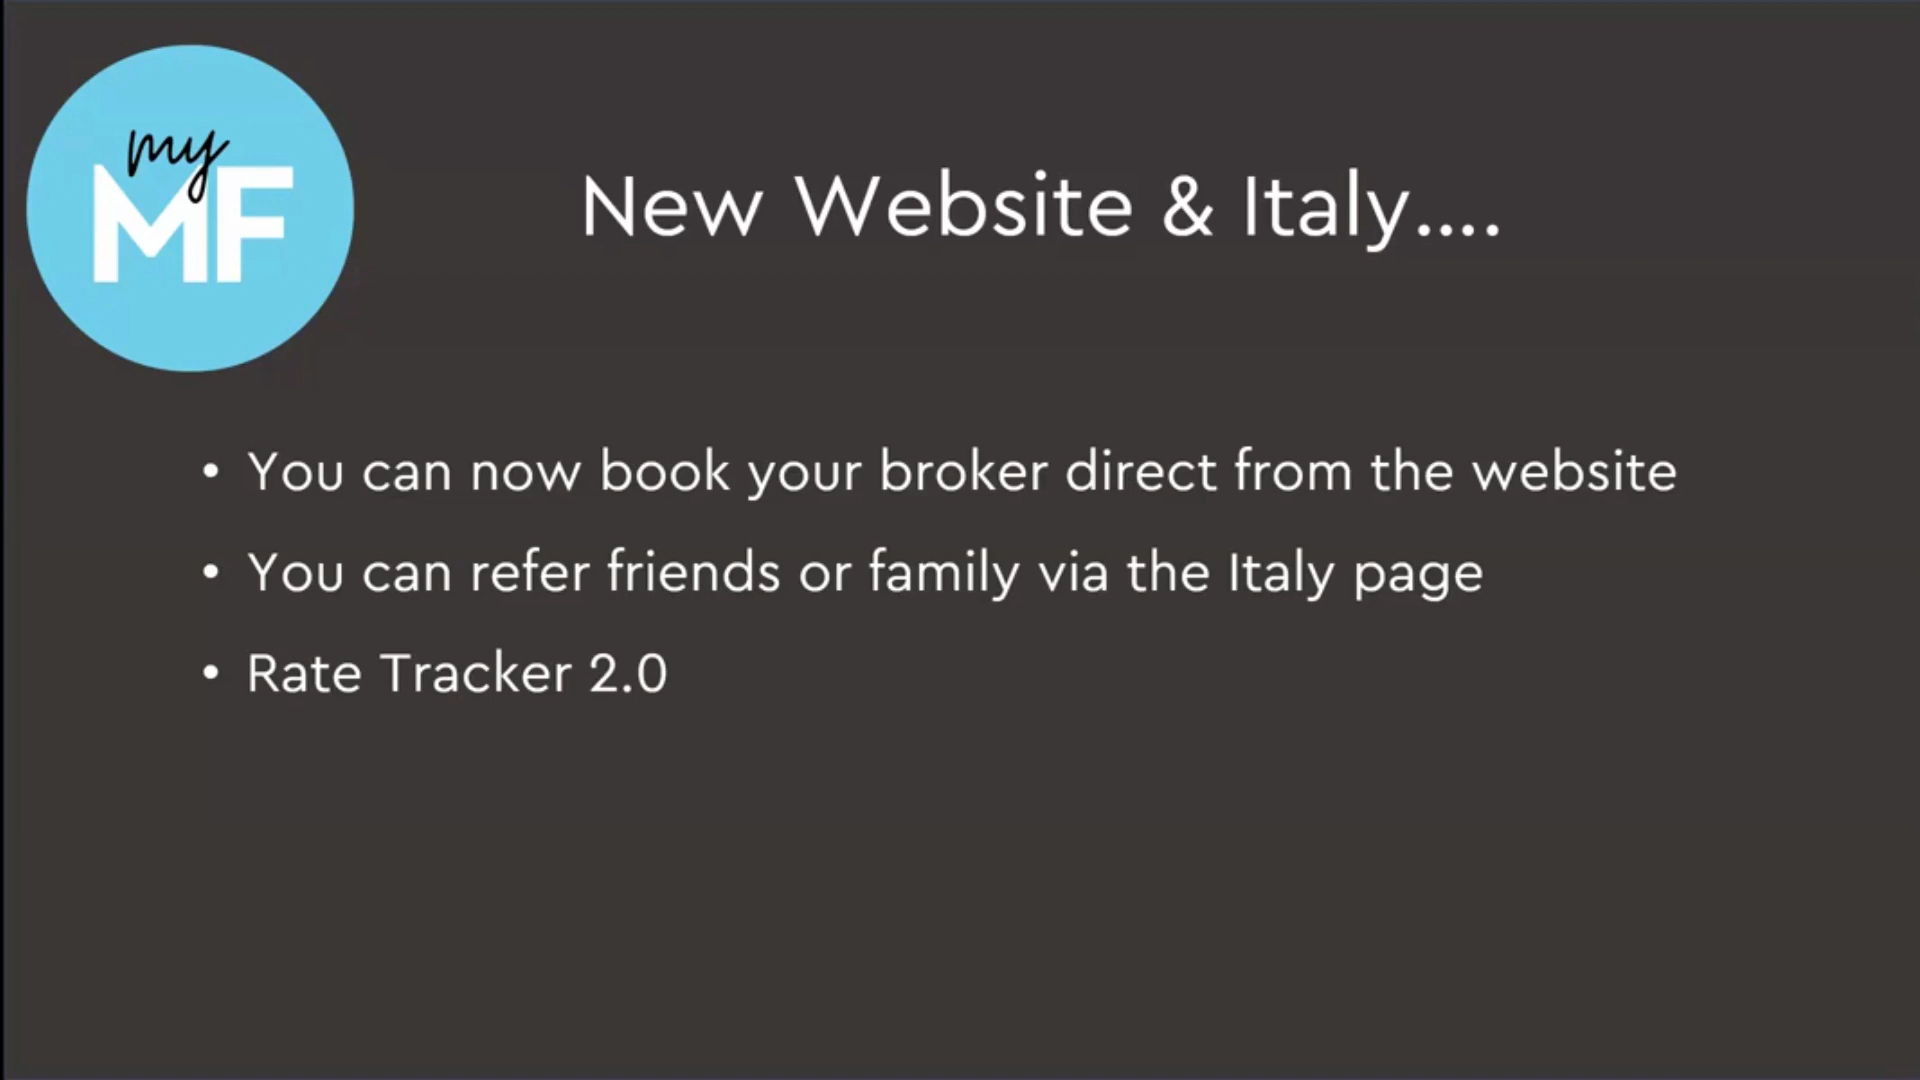 my
MF
New Website & Italy....
• You can now book your broker direct from the website
• You can refer friends or family via the Italy page
• Rate Tracker 2.0